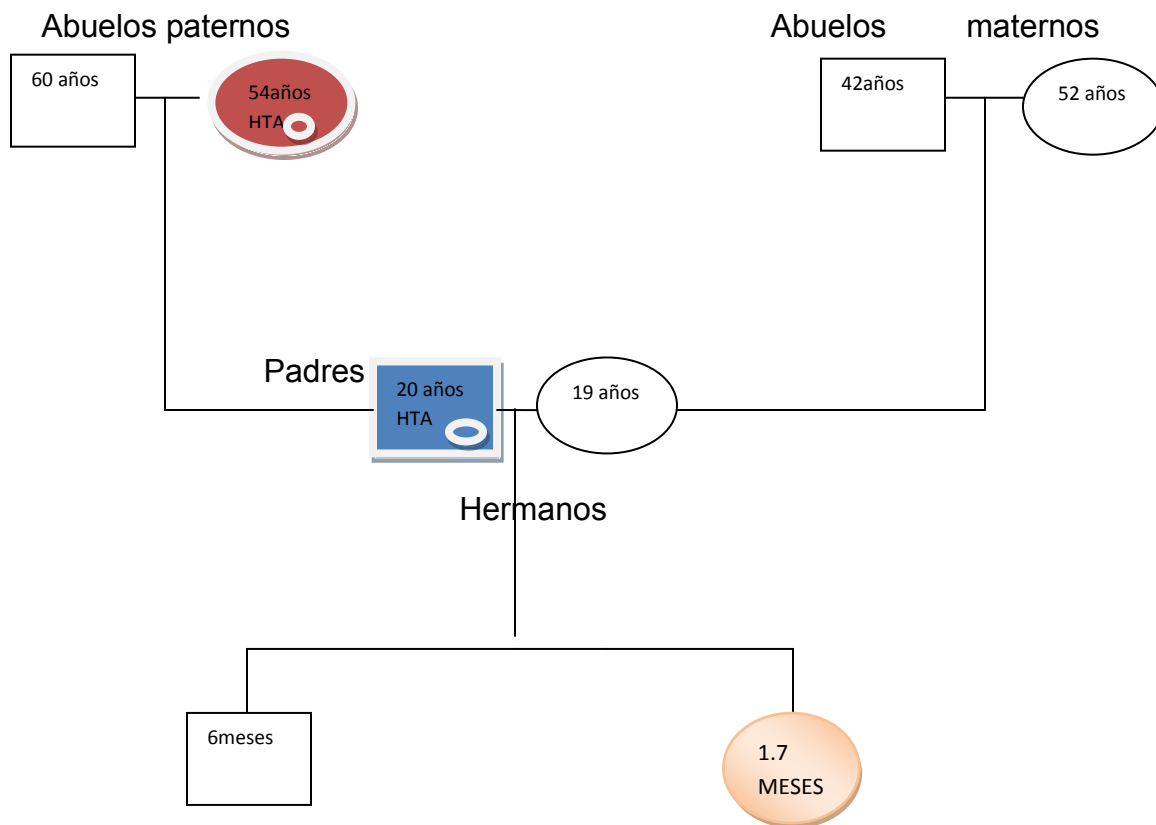 Abuelos paternos
Abuelos maternos
60 años
54años
HTA
42años
52 años
Padres
20 años
HTA
19 años
Hermanos
6meses
1.7
MESES